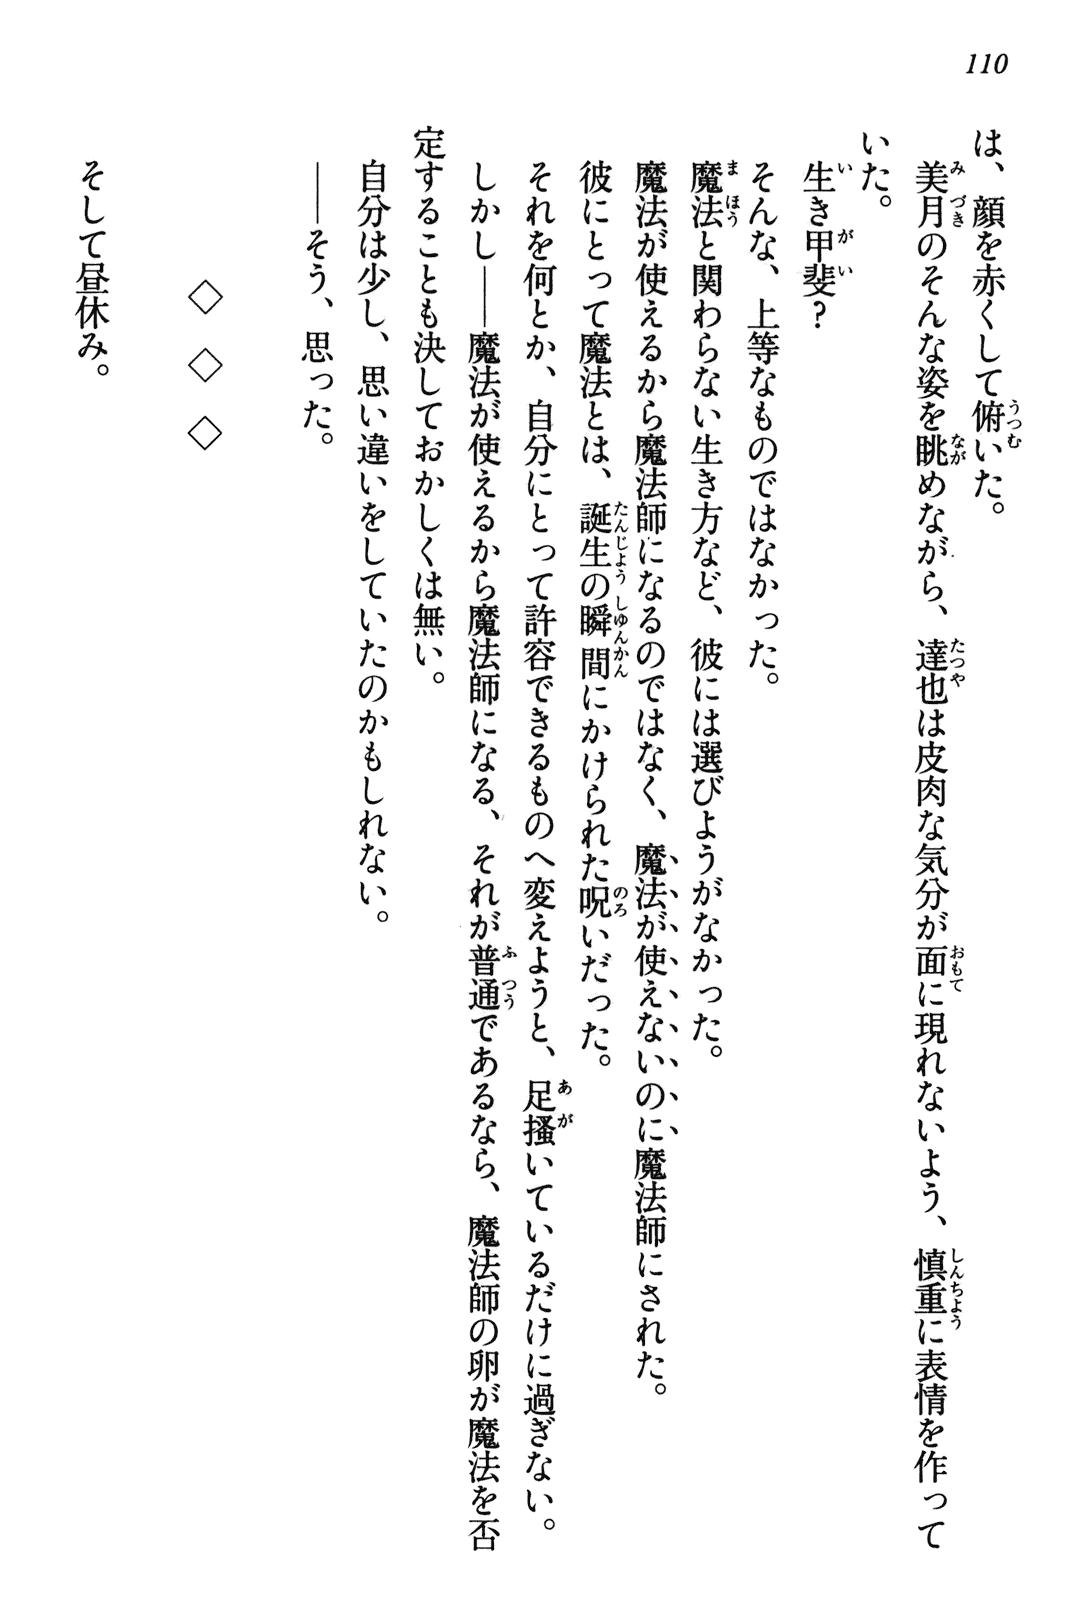 110
は、顔を赤くして俯いた。
美月のそんな姿を眺めながら、達也は皮肉な気分が面に現れないよう、慎重に表情を作って
いた。
生き甲斐？
そんな、上等なものではなかった。
魔法と関わらない生き方など、彼には選びようがなかった。
魔法が使えるから魔法師になるのではなく、魔法が使えないのに魔法師にされた。
彼にとって魔法とは、誕生の瞬間にかけられた呪いだった。
それを何とか、自分にとって許容できるものへ変えようと、足掻いているだけに過ぎない。
しかし――魔法が使えるから魔法師になる、それが普通であるなら、魔法師の卵が魔法を否
定することも決しておかしくは無い。
自分は少し、思い違いをしていたのかもしれない。
――そう、思った。
◇　◇　◇
そして昼休み。